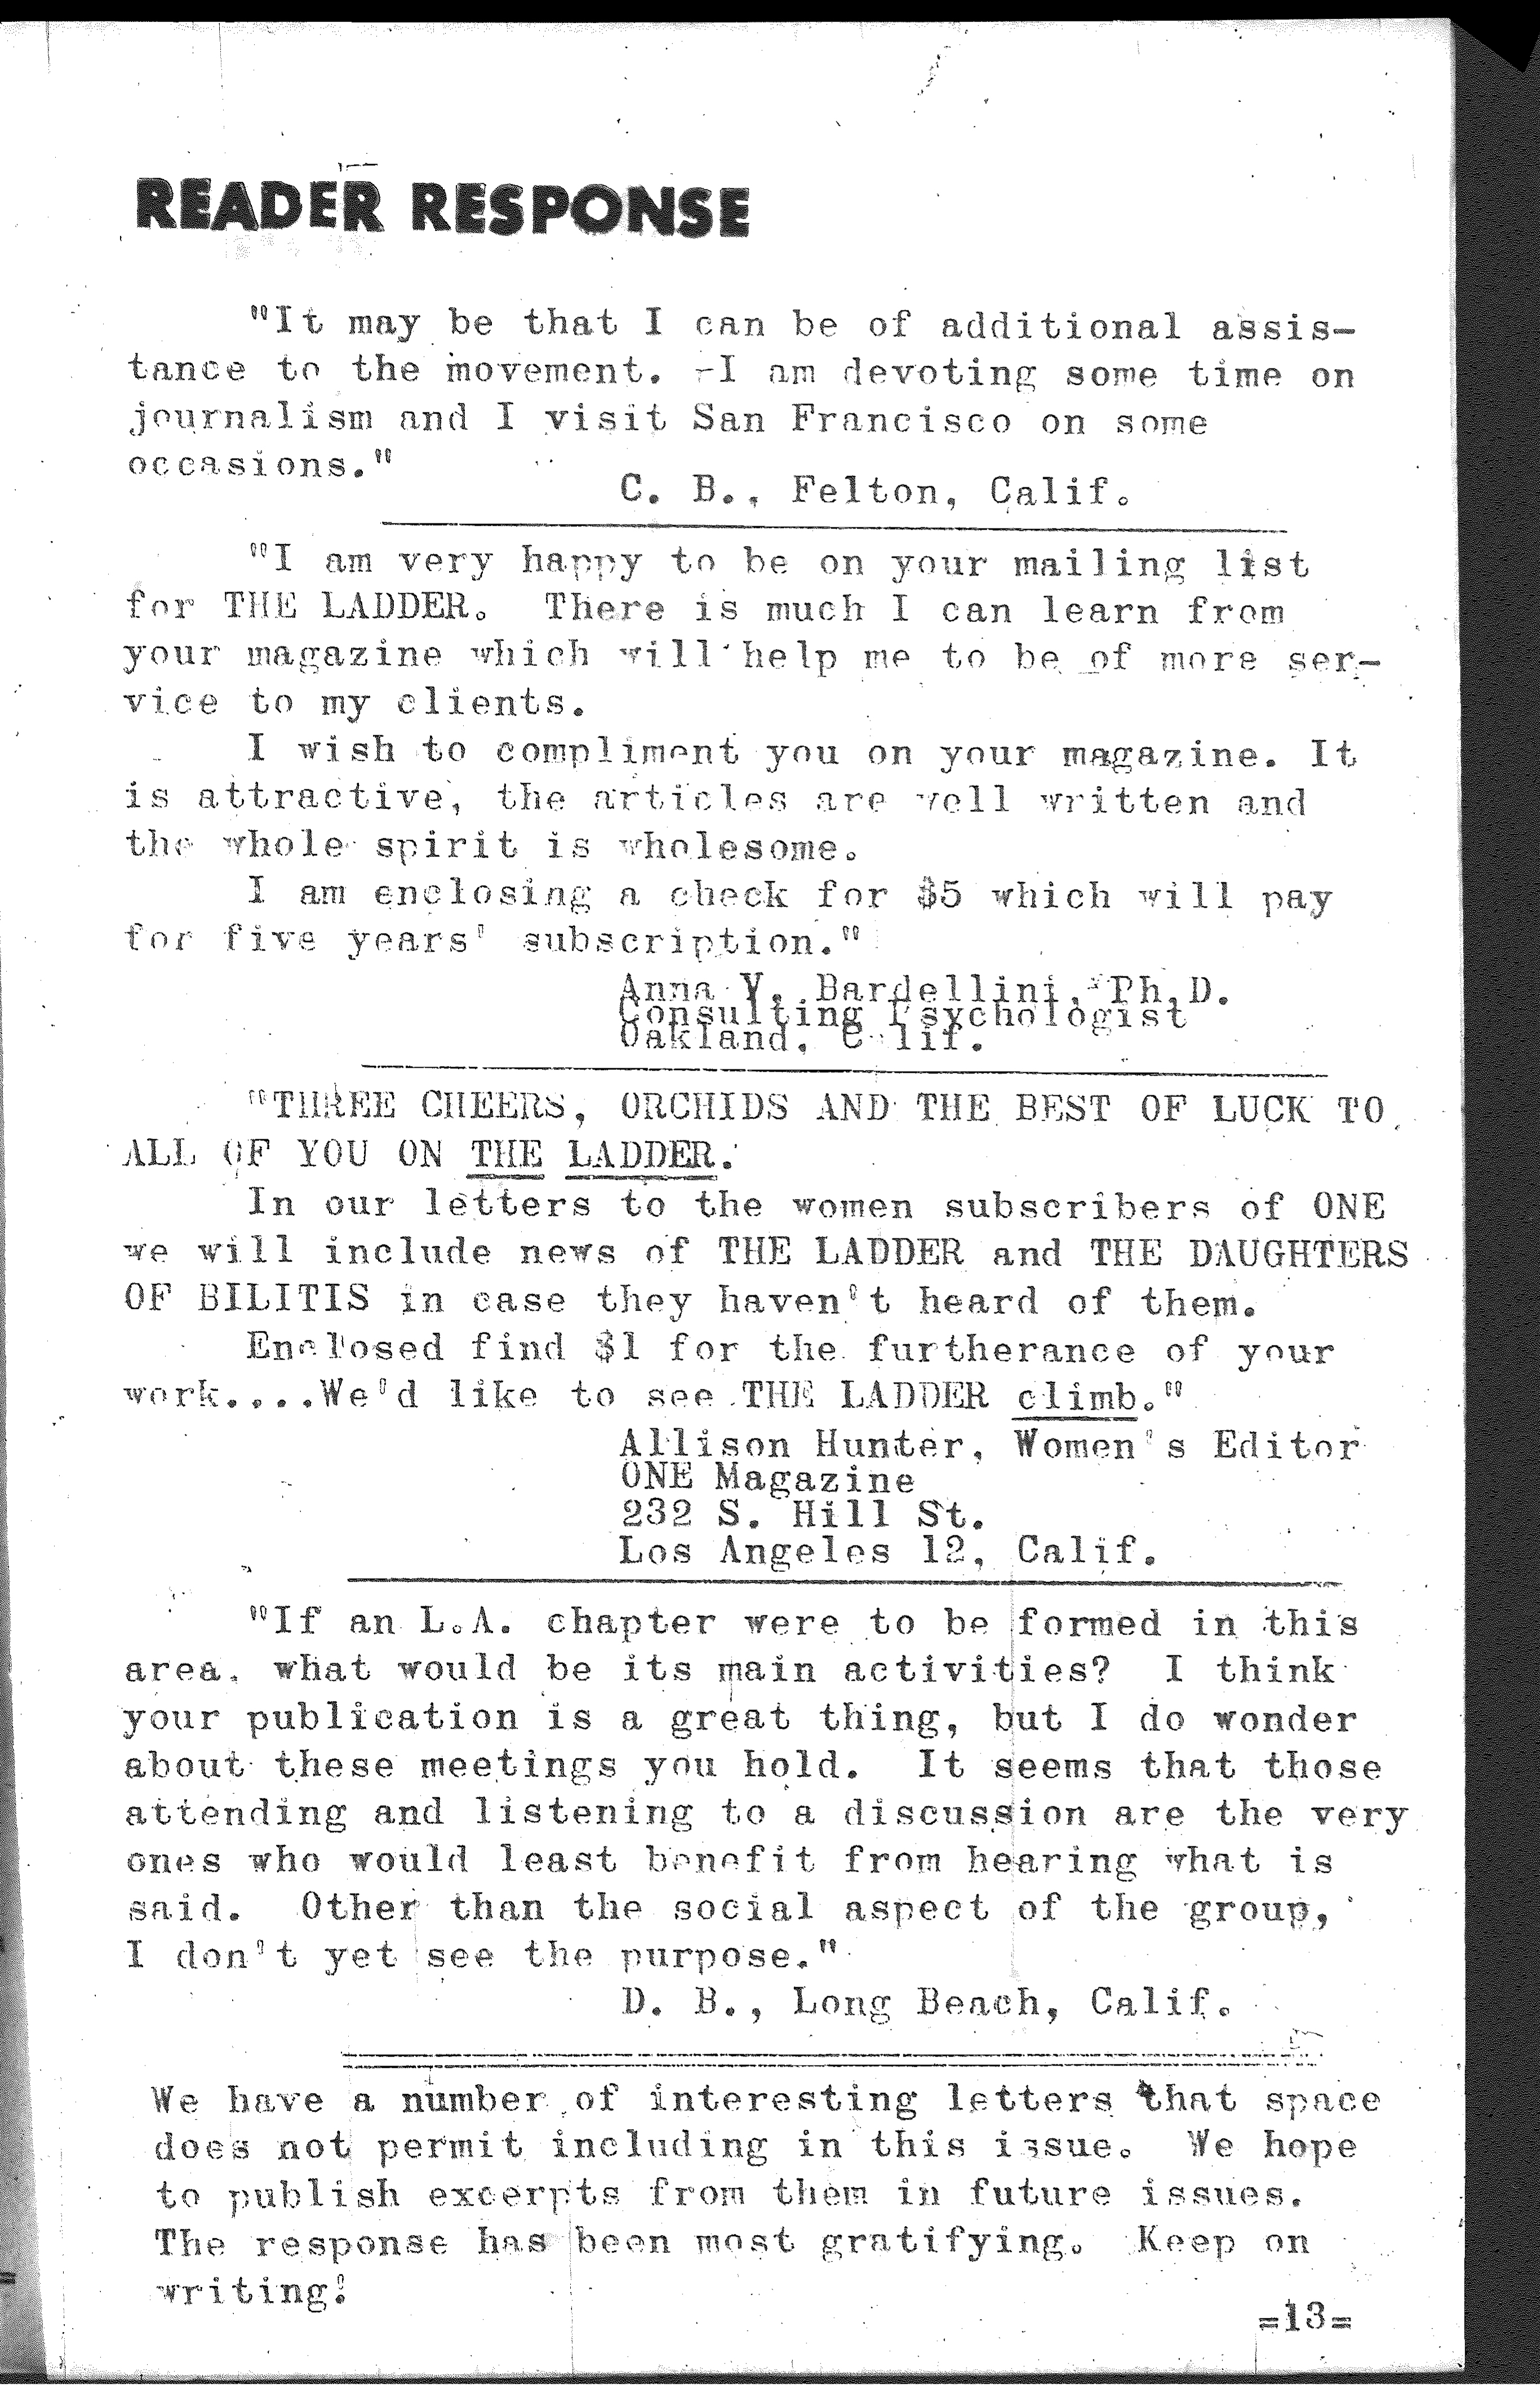 READER RESPONSE
"It may be that I can be of additional assis-
tance to the movement. -I am devoting some time on
journalism and I visit San Francisco on some
occasions."
C. B., Felton, Calif.
"I am very happy to be on your mailing list
for THE LADDER. There is much I can learn from
your magazine which will help me to be of more ser-
vice to my clients.
I wish to compliment you on your magazine. It
is attractive, the articles are well written and
the whole spirit is wholesome.
I am enclosing a check for $5 which will pay
for five years' subscription."
Anna V. Bardellini, Ph.D.
Consulting Psychologist
Oakland, Calif.
"THREE CHEERS, ORCHIDS AND THE BEST OF LUCK TO
ALL OF YOU ON THE LADDER.
In our letters to the women subscribers of ONE
we will include news of THE LADDER and THE DAUGHTERS
OF BILITIS in case they haven't heard of them.
Enclosed find $1 for the furtherance of your
work....We'd like to see THE LADDER climb."
Allison Hunter, Women's Editor
ONE Magazine
232 S. Hill St.
Los Angeles 12, Calif.
"If an L.A. chapter were to be formed in this
area, what would be its main activities? I think
your publication is a great thing, but I do wonder
about these meetings you hold. It seems that those
attending and listening to a discussion are the very
ones who would least benefit from hearing what is
said. Other than the social aspect of the group,
I don't yet see the purpose."
D. B., Long Beach, Calif.
We have a number of interesting letters that space
does not permit including in this issue. We hope
to publish excerpts from them in future issues.
The response has been most gratifying. Keep on
writing!
=13=